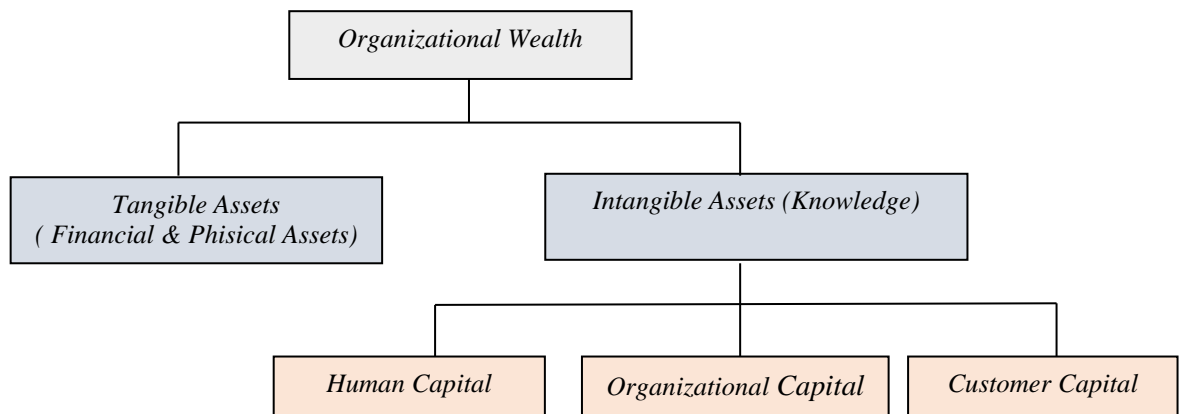 Organizational Wealth
Tangible Assets
( Financial & Phisical Assets)
Intangible Assets (Knowledge)
Human Capital
Organizational Capital
Customer Capital